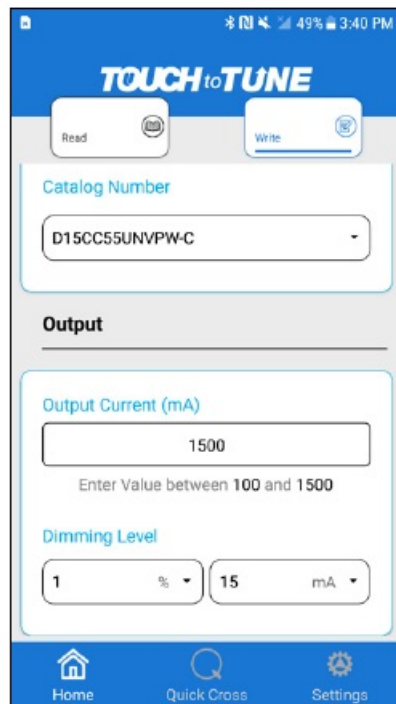 49% 3:40 PM
TOUCH to TUNE
Read
Write
Catalog Number
D15CC55UNVPW-C
Output
Output Current (mA)
1500
Enter Value between 100 and 1500
Dimming Level
1 % 15 mA
Home Quick Cross Settings